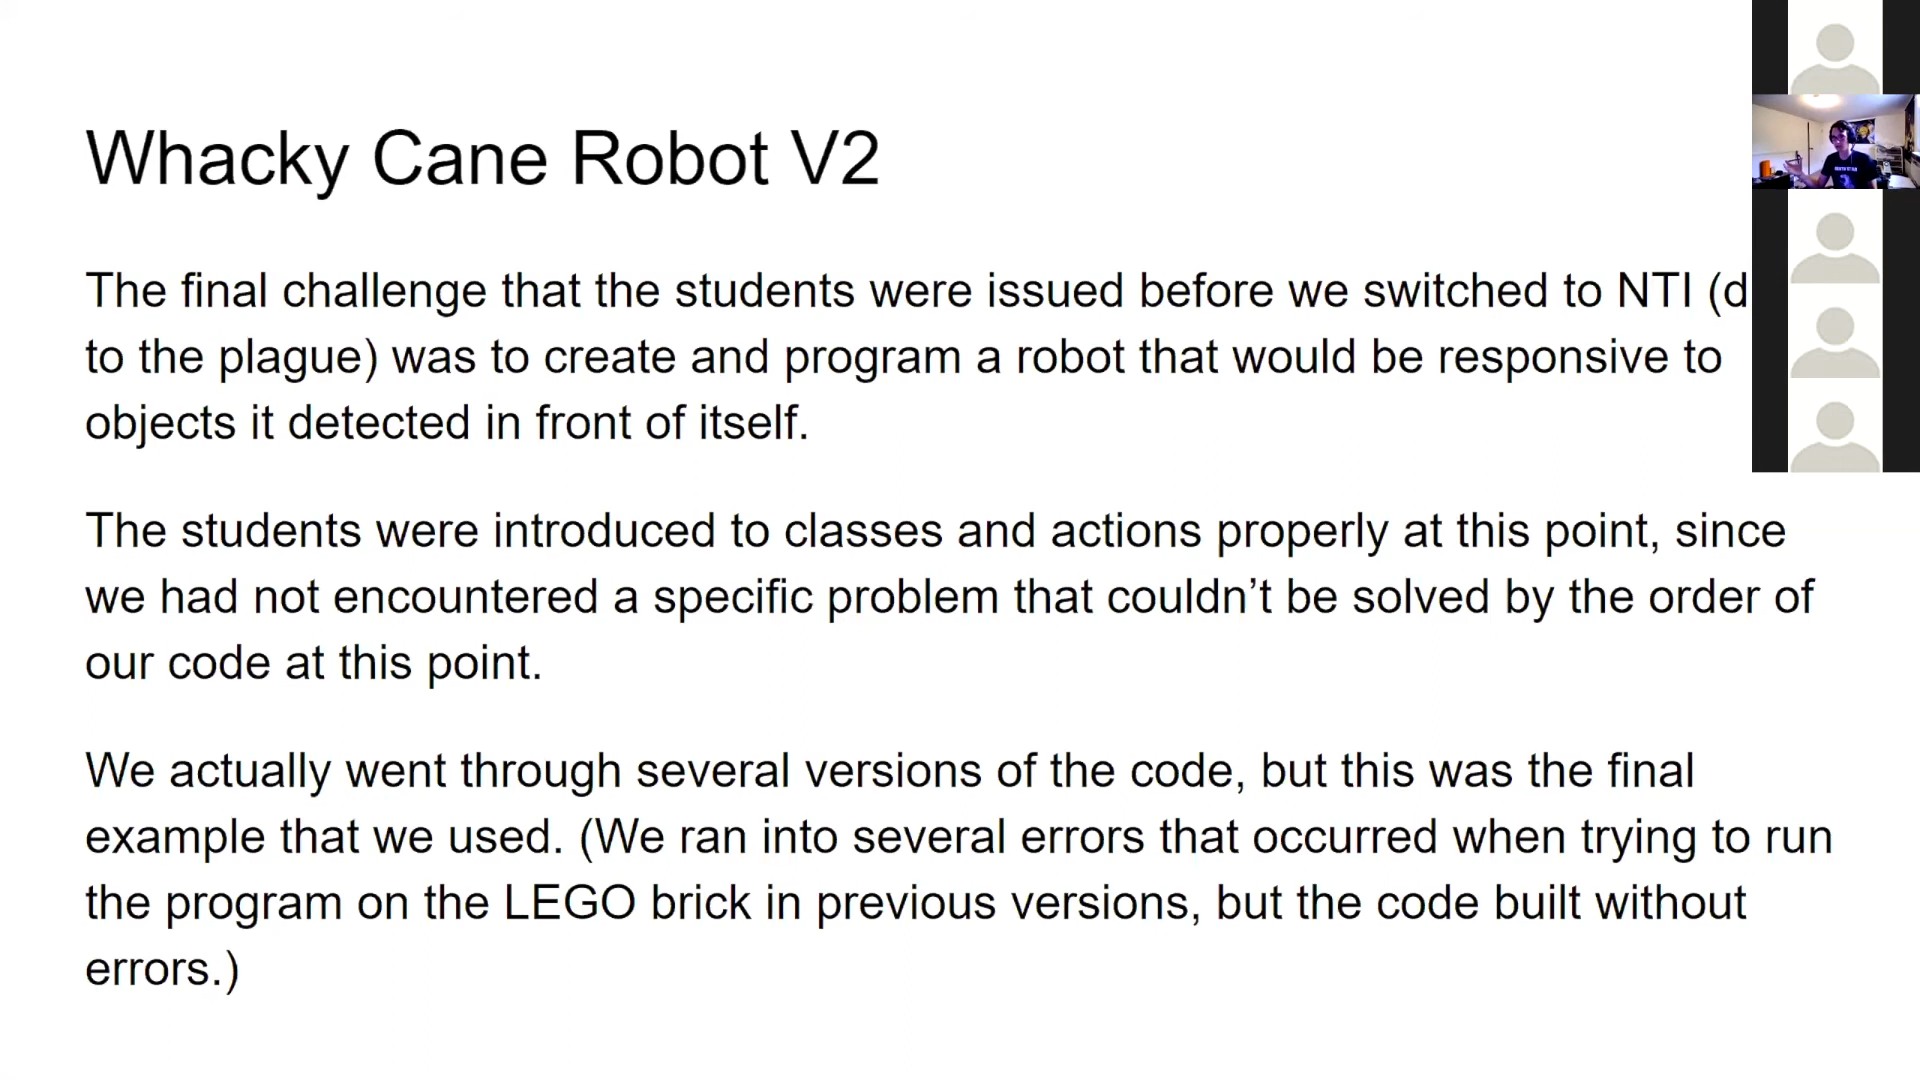 Whacky Cane Robot V2
The final challenge that the students were issued before we switched to NTI (d
to the plague) was to create and program a robot that would be responsive to
objects it detected in front of itself.
The students were introduced to classes and actions properly at this point, since
we had not encountered a specific problem that couldn’t be solved by the order of
our code at this point.
We actually went through several versions of the code, but this was the final
example that we used. (We ran into several errors that occurred when trying to run
the program on the LEGO brick in previous versions, but the code built without
errors.)